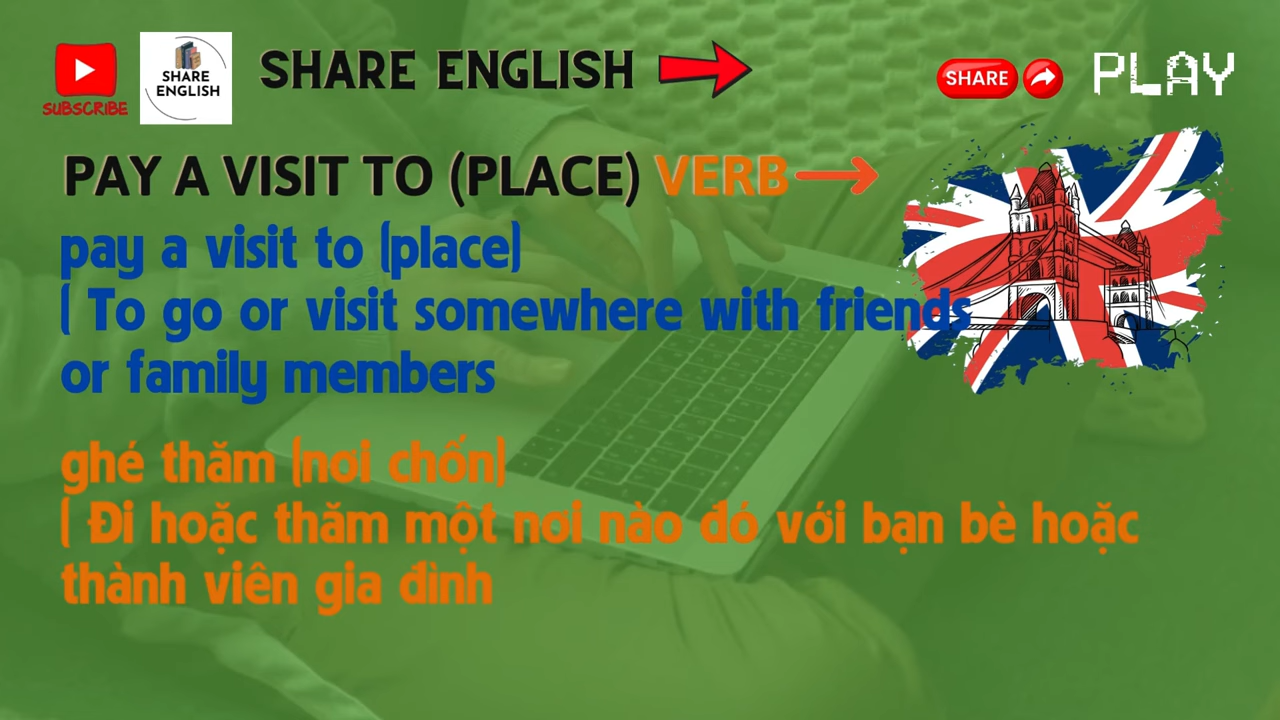 SUBSCRIBE
SHARE
ENGLISH
SHARE ENGLISH
SHARE
PLAY
PAY A VISIT TO (PLACE) VERB
pay a visit to (place)
( To go or visit somewhere with friends
or family members
ghé thăm (nơi chốn)
( Đi hoặc thăm một nơi nào đó với bạn bè hoặc
thành viên gia đình